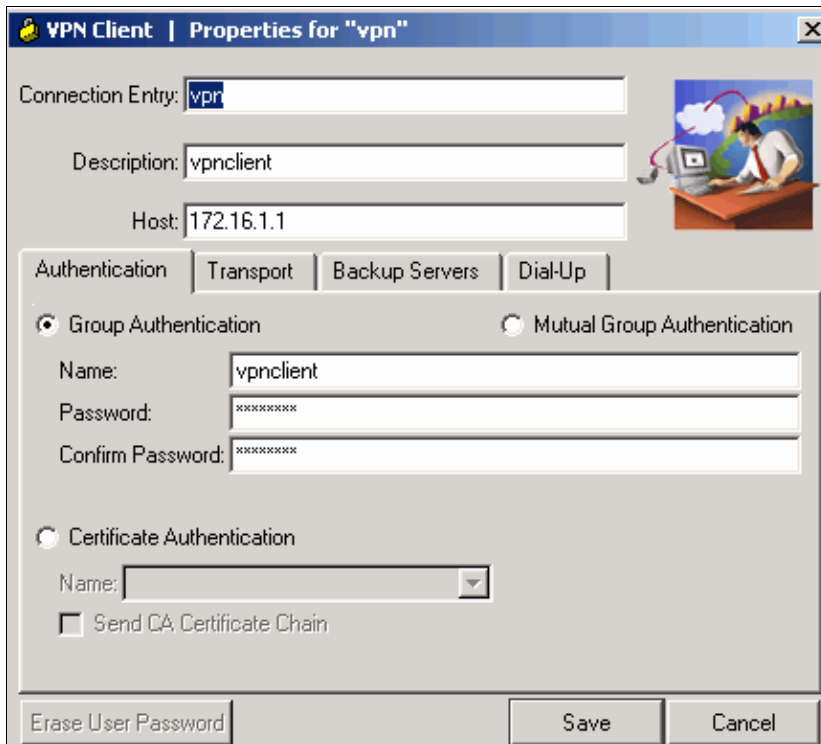 VPN Client | Properties for "vpn"
Connection Entry: vpn
Description: vpnclient
Host: 172.16.1.1
Authentication Transport Backup Servers Dial-Up
Group Authentication Mutual Group Authentication
Name: vpnclient
Password: ********
Confirm Password: ********
Certificate Authentication
Name:
Send CA Certificate Chain
Erase User Password Save Cancel